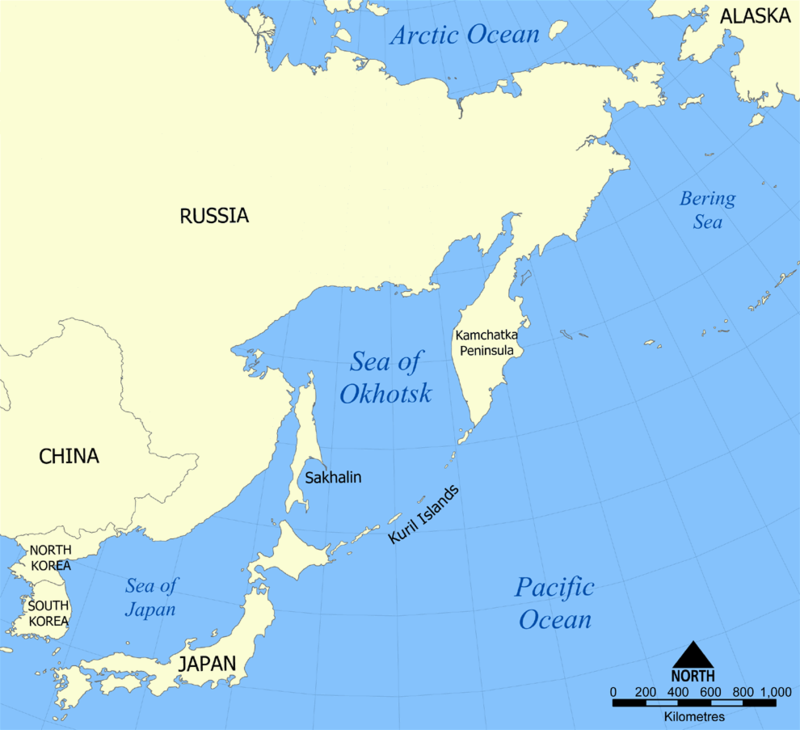 ALASKA
Arctic Ocean
RUSSIA
Bering
Sea
Kamchatka
Peninsula
Sea of
Okhotsk
CHINA
Sakhalin
Kuril Islands
NORTH
KOREA
Sea of
Japan
SOUTH
KOREA
Pacific
Ocean
JAPAN
NORTH
0 200 400 600 800 1,000
Kilometres